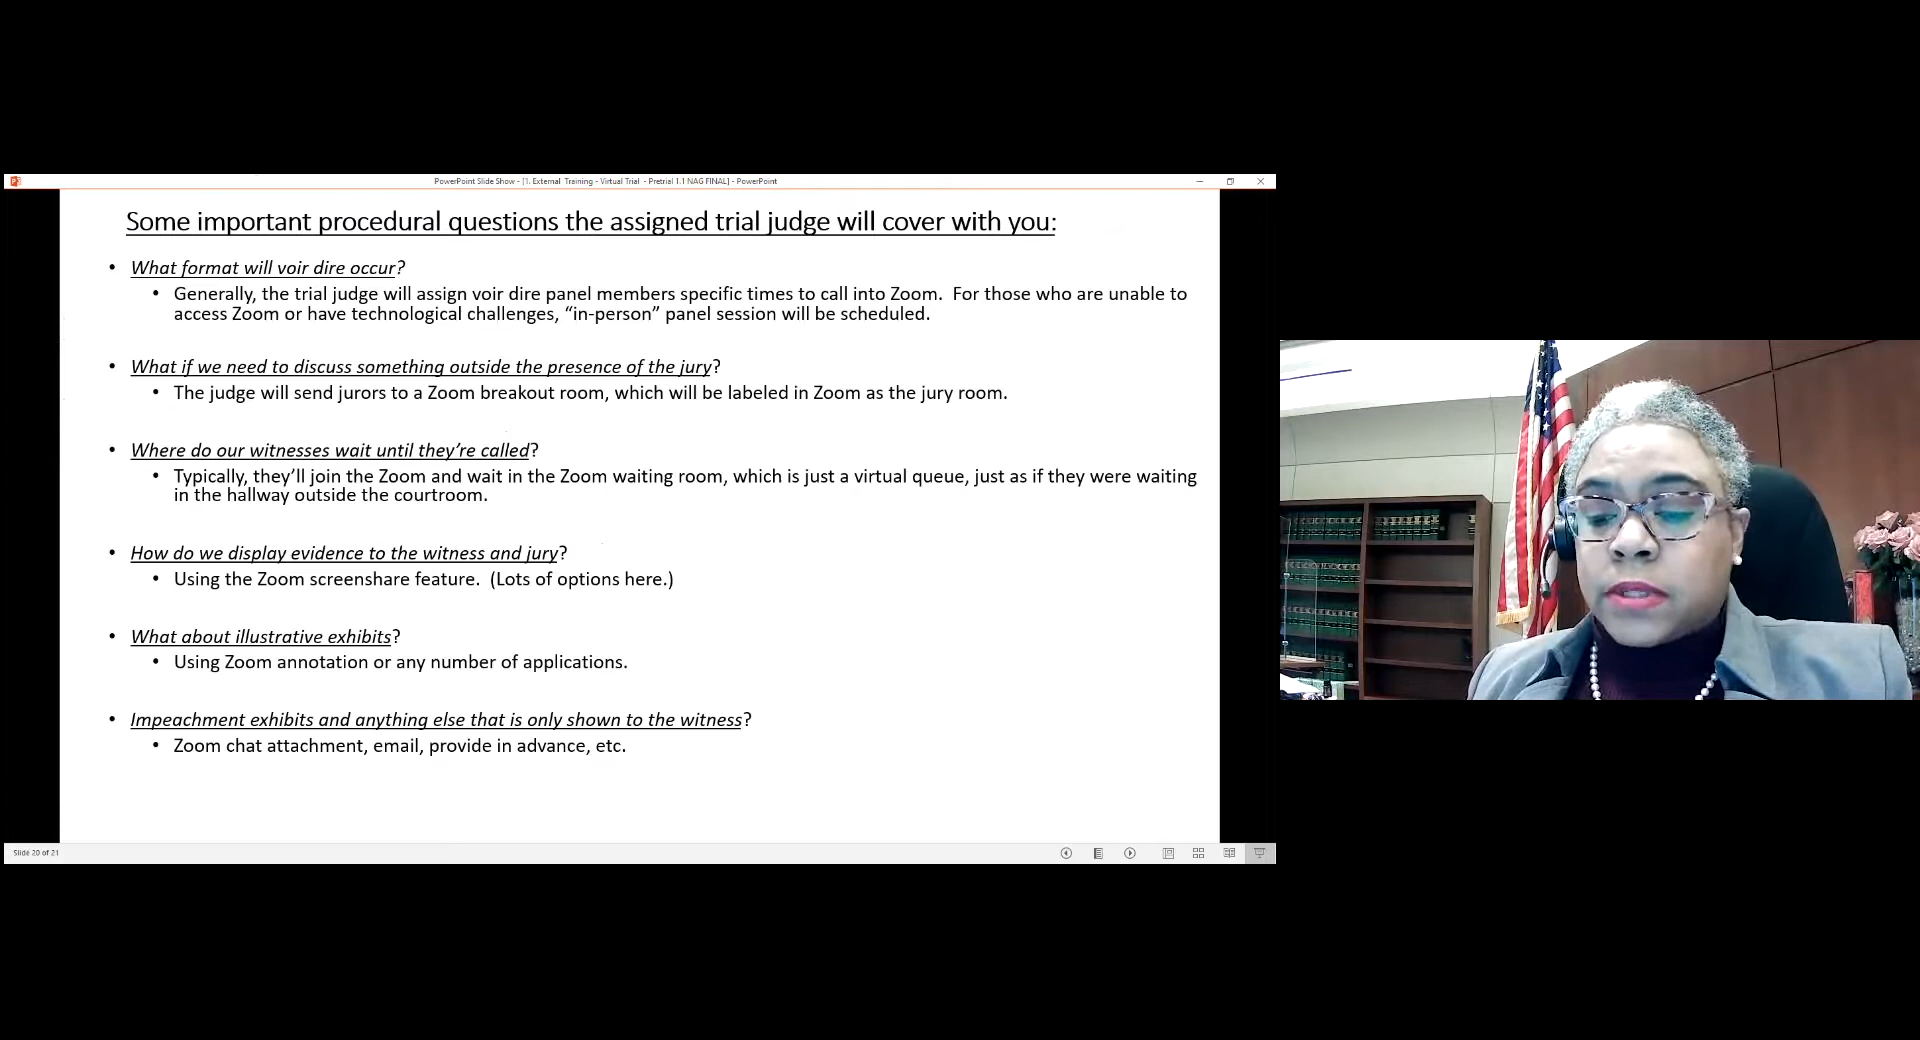 PowerPoint Slide Show - [1. External  Training - Virtual Trial  - Pretrial 1.1 NAG FINAL] - PowerPoint
Some important procedural questions the assigned trial judge will cover with you:
• What format will voir dire occur?
• Generally, the trial judge will assign voir dire panel members specific times to call into Zoom.  For those who are unable to
access Zoom or have technological challenges, “in-person” panel session will be scheduled.
• What if we need to discuss something outside the presence of the jury?
• The judge will send jurors to a Zoom breakout room, which will be labeled in Zoom as the jury room.
• Where do our witnesses wait until they’re called?
• Typically, they’ll join the Zoom and wait in the Zoom waiting room, which is just a virtual queue, just as if they were waiting
in the hallway outside the courtroom.
• How do we display evidence to the witness and jury?
• Using the Zoom screenshare feature.  (Lots of options here.)
• What about illustrative exhibits?
• Using Zoom annotation or any number of applications.
• Impeachment exhibits and anything else that is only shown to the witness?
• Zoom chat attachment, email, provide in advance, etc.
Slide 20 of 21